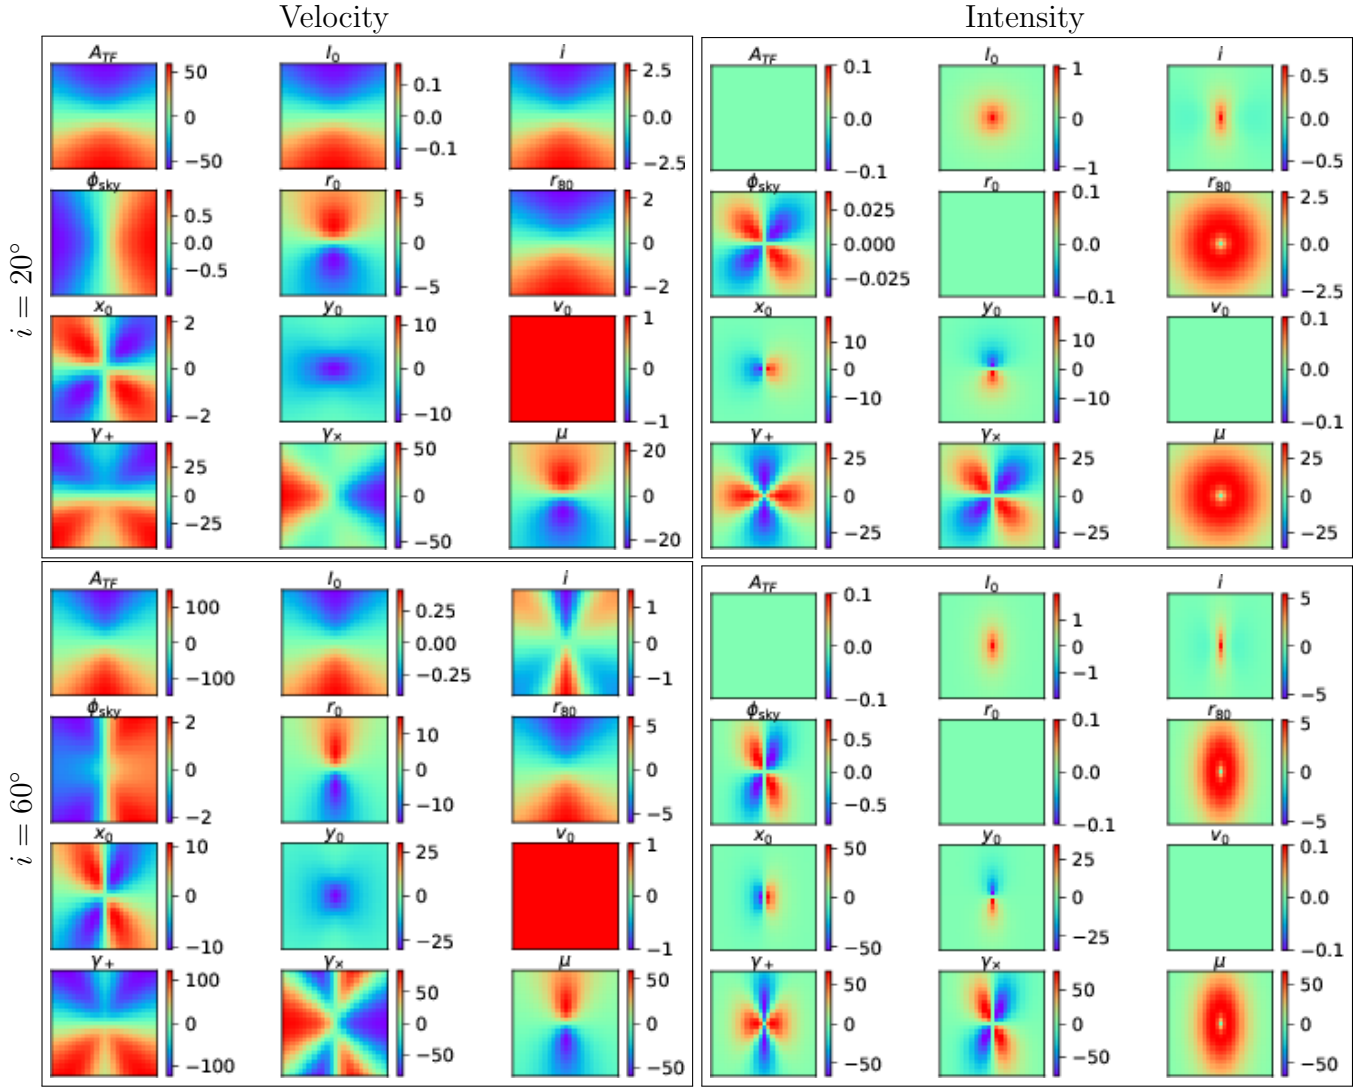 Velocity Intensity
i = 20°
A_TF I_0 i
50 0 −50
0.1 0.0 −0.1
2.5 0.0 −2.5
ϕ_sky r_0 r_80
0.5 0.0 −0.5
5 0 −5
2 0 −2
x_0 y_0 v_0
2 0 −2
10 0 −10
1 0 −1
γ_+ γ_× μ
25 0 −25
50 0 −50
20 0 −20
A_TF I_0 i
0.1 0.0 −0.1
1 0 −1
0.5 0.0 −0.5
ϕ_sky r_0 r_80
0.025 0.000 −0.025
0.1 0.0 −0.1
2.5 0.0 −2.5
x_0 y_0 v_0
10 0 −10
10 0 −10
0.1 0.0 −0.1
γ_+ γ_× μ
25 0 −25
25 0 −25
25 0 −25
i = 60°
A_TF I_0 i
100 0 −100
0.25 0.00 −0.25
1 0 −1
ϕ_sky r_0 r_80
2 0 −2
10 0 −10
5 0 −5
x_0 y_0 v_0
10 0 −10
25 0 −25
1 0 −1
γ_+ γ_× μ
100 0 −100
50 0 −50
50 0 −50
A_TF I_0 i
0.1 0.0 −0.1
1 0 −1
5 0 −5
ϕ_sky r_0 r_80
0.5 0.0 −0.5
0.1 0.0 −0.1
5 0 −5
x_0 y_0 v_0
50 0 −50
25 0 −25
0.1 0.0 −0.1
γ_+ γ_× μ
50 0 −50
50 0 −50
50 0 −50